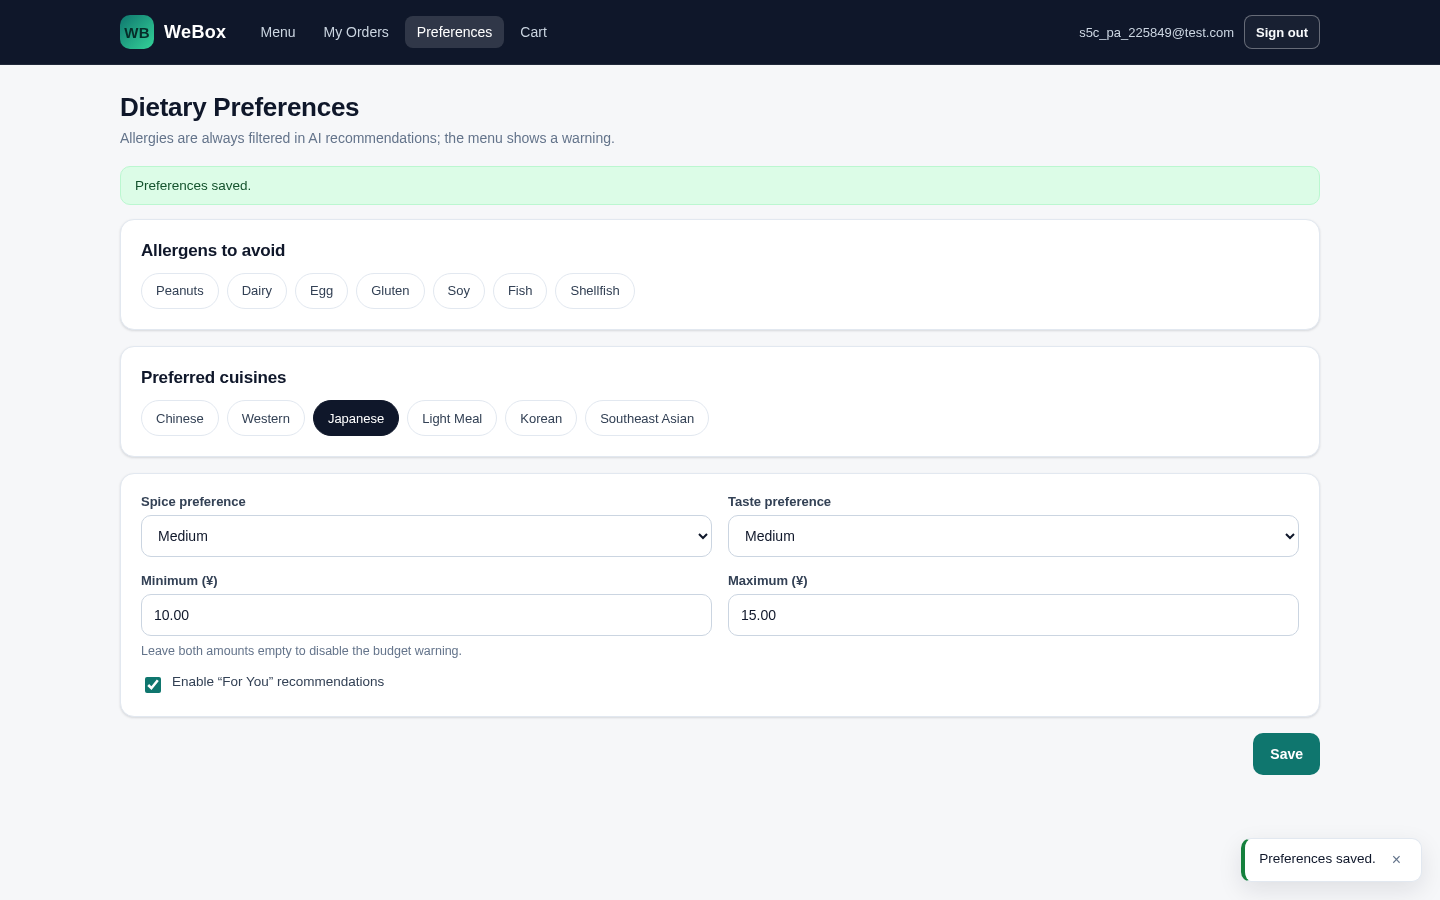 WB WeBox Menu My Orders Preferences Cart s5c_pa_225849@test.com Sign out
Dietary Preferences
Allergies are always filtered in AI recommendations; the menu shows a warning.
Preferences saved.
Allergens to avoid
Peanuts Dairy Egg Gluten Soy Fish Shellfish
Preferred cuisines
Chinese Western Japanese Light Meal Korean Southeast Asian
Spice preference Taste preference
Medium Medium
Minimum (¥) Maximum (¥)
10.00 15.00
Leave both amounts empty to disable the budget warning.
Enable “For You” recommendations
Save
Preferences saved. ×